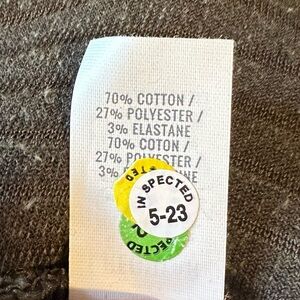 70% COTTON /
27% POLYESTER /
3% ELASTANE
70% COTON /
27% POLYESTER /
3%
IN SPECTED
5-23